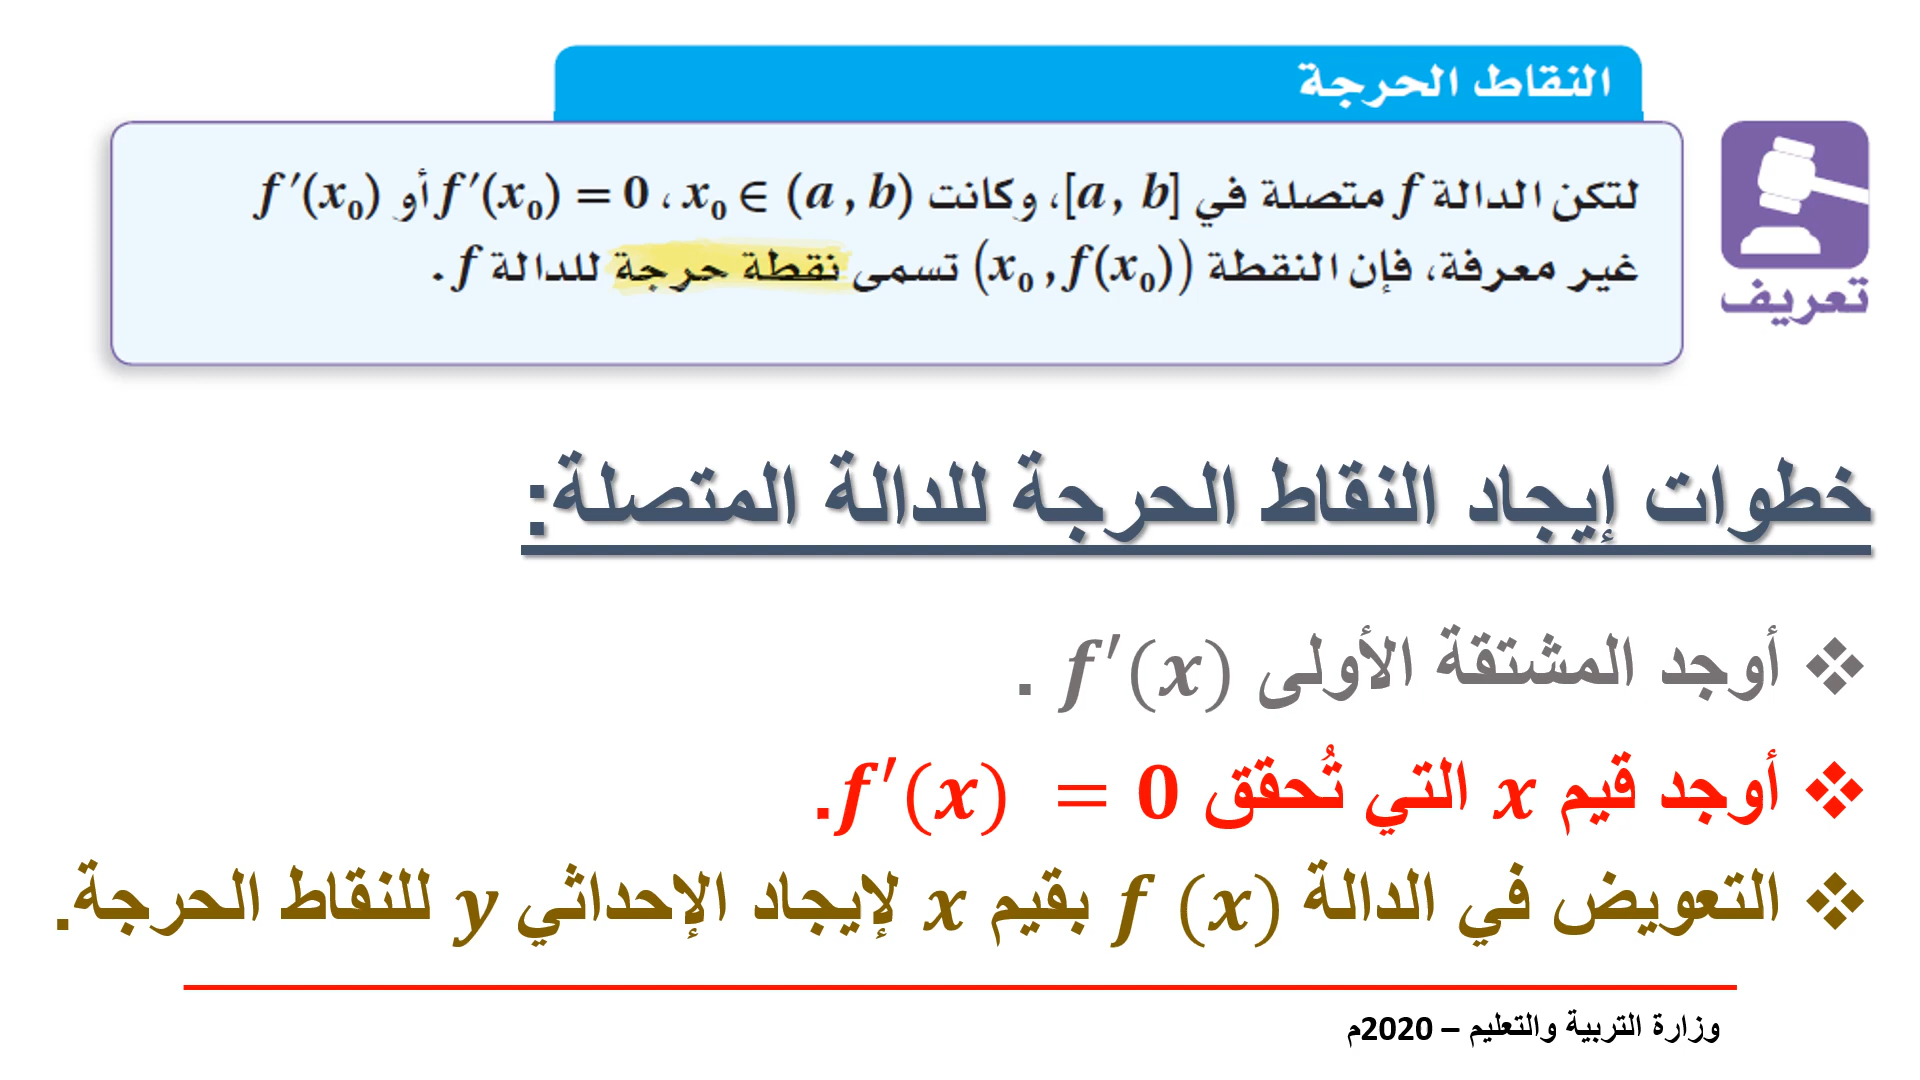 النقاط الحرجة
لتكن الدالة f متصلة في [a , b]، وكانت f′(x₀) = 0 ، x₀ ∈ (a , b) أو f′(x₀)
غير معرفة، فإن النقطة (x₀ , f(x₀)) تسمى نقطة حرجة للدالة f .
تعريف
خطوات إيجاد النقاط الحرجة للدالة المتصلة:
❖ أوجد المشتقة الأولى f′(x) .
❖ أوجد قيم x التي تُحقق f′(x) = 0.
❖ التعويض في الدالة f (x) بقيم x لإيجاد الإحداثي y للنقاط الحرجة.
وزارة التربية والتعليم – 2020م